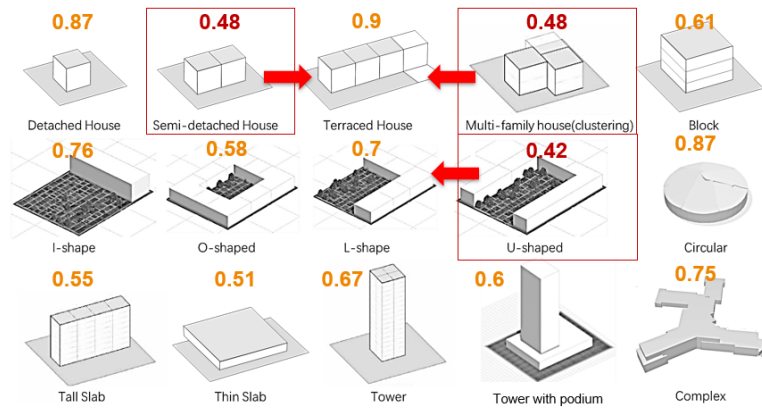 0.87 0.48 0.9 0.48 0.61
Detached House Semi-detached House Terraced House Multi-family house(clustering) Block
0.76 0.58 0.7 0.42 0.87
I-shape O-shaped L-shape U-shaped Circular
0.55 0.51 0.67 0.6 0.75
Tall Slab Thin Slab Tower Tower with podium Complex